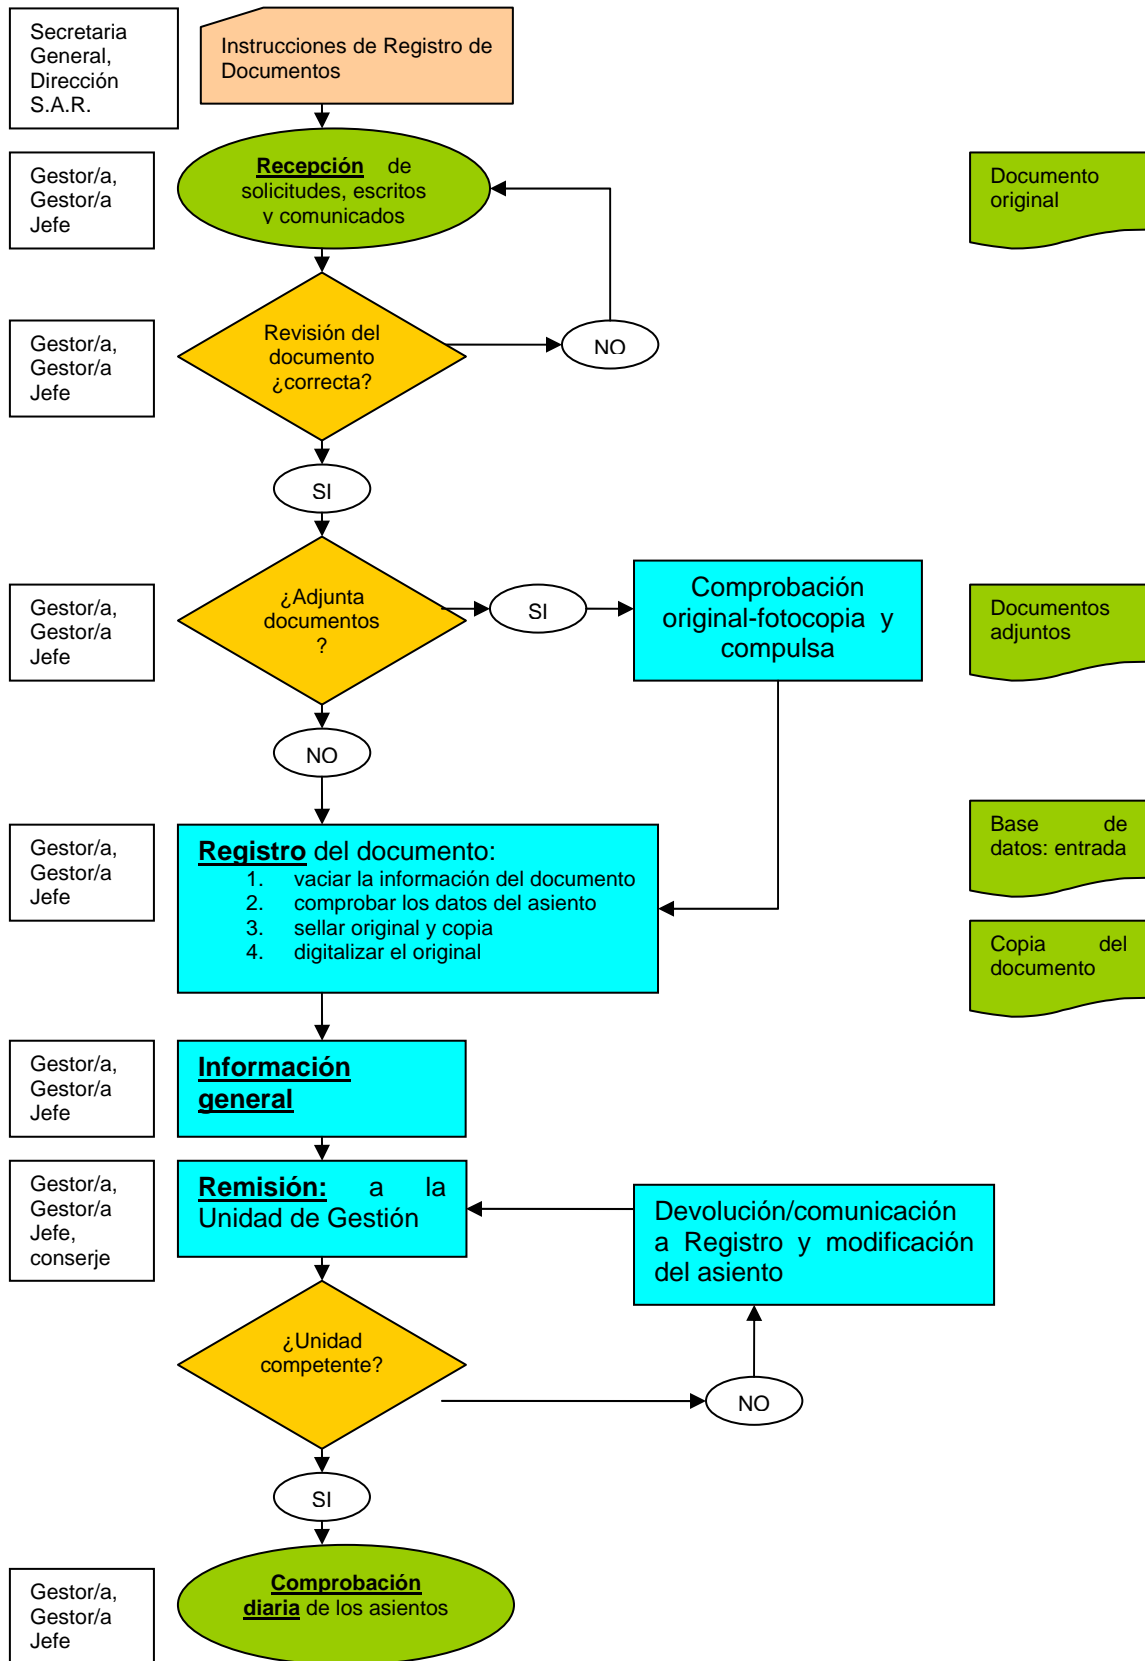 Secretaria
General,
Dirección
S.A.R.
Instrucciones de Registro de
Documentos
Gestor/a,
Gestor/a
Jefe
Recepción de
solicitudes, escritos
y comunicados
Documento
original
Gestor/a,
Gestor/a
Jefe
Revisión del
documento
¿correcta?
NO
SI
Gestor/a,
Gestor/a
Jefe
¿Adjunta
documentos
?
SI
Comprobación
original-fotocopia y
compulsa
Documentos
adjuntos
NO
Gestor/a,
Gestor/a
Jefe
Registro del documento:
1. vaciar la información del documento
2. comprobar los datos del asiento
3. sellar original y copia
4. digitalizar el original
Base de
datos: entrada
Copia del
documento
Gestor/a,
Gestor/a
Jefe
Información
general
Gestor/a,
Gestor/a
Jefe,
conserje
Remisión: a la
Unidad de Gestión
Devolución/comunicación
a Registro y modificación
del asiento
¿Unidad
competente?
NO
SI
Gestor/a,
Gestor/a
Jefe
Comprobación
diaria de los asientos